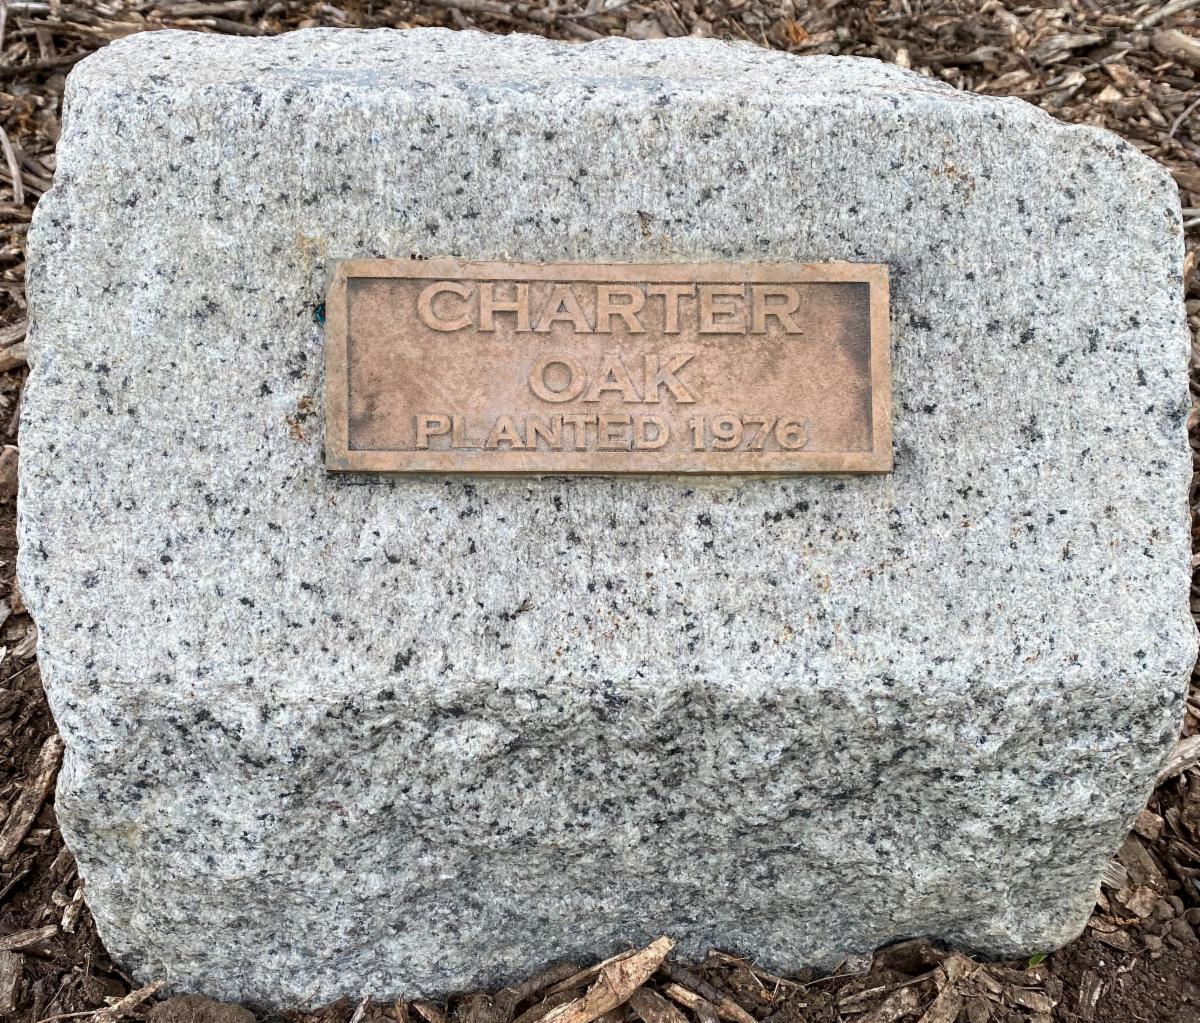 CHARTER
OAK
PLANTED 1976